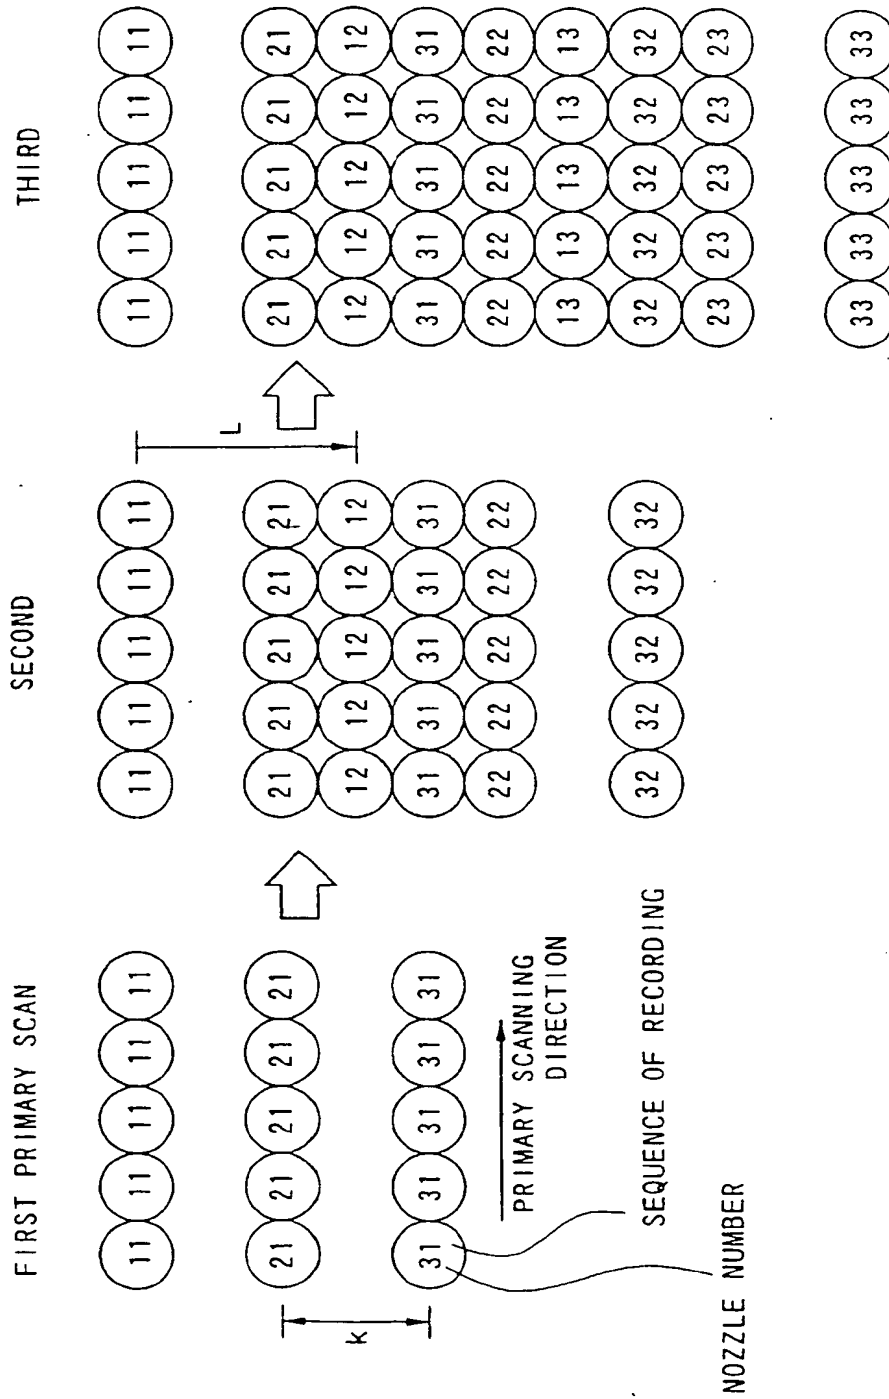 FIRST PRIMARY SCAN
11 11 11 11 11
21 21 21 21 21
31 31 31 31 31
k
PRIMARY SCANNING
DIRECTION
SEQUENCE OF RECORDING
NOZZLE NUMBER
SECOND
11 11 11 11 11
21 21 21 21 21
12 12 12 12 12
31 31 31 31 31
22 22 22 22 22
32 32 32 32 32
L
THIRD
11 11 11 11 11
21 21 21 21 21
12 12 12 12 12
31 31 31 31 31
22 22 22 22 22
13 13 13 13 13
32 32 32 32 32
23 23 23 23 23
33 33 33 33 33